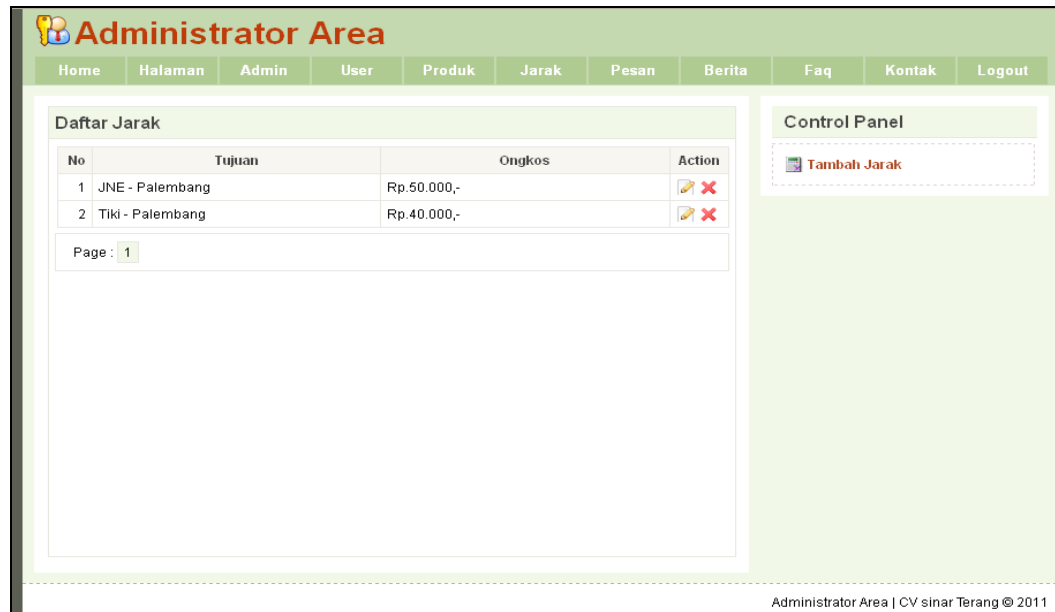 Administrator Area
Home Halaman Admin User Produk Jarak Pesan Berita Faq Kontak Logout
Daftar Jarak
No Tujuan Ongkos Action
1 JNE - Palembang Rp.50.000,-
2 Tiki - Palembang Rp.40.000,-
Page : 1
Control Panel
Tambah Jarak
Administrator Area | CV sinar Terang © 2011